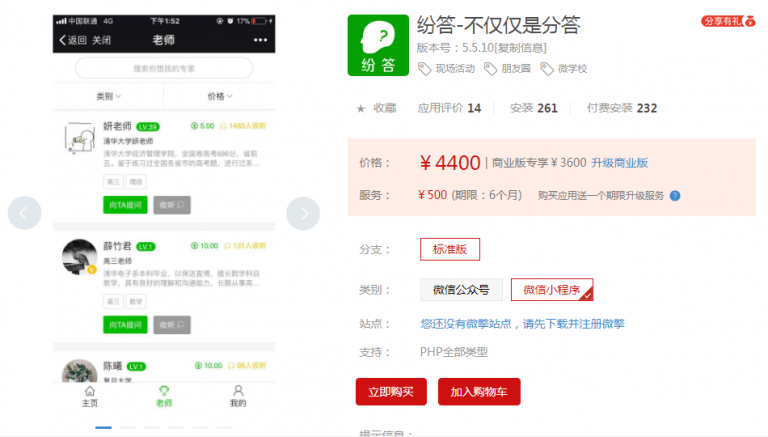 中国联通 4G 下午1:52 17%
返回 关闭 老师
搜索你想找的专家
类别 价格
妍老师 LV.39 5.00 1483人收听
清华大学妍老师
清华大学经济管理学院，全国卷高考690分，省前
五。鉴于练习过全国各省市的高考题，进行过系...
高三 理综
向TA提问 收听
薛竹君 LV.1 10.00 131人收听
高三老师
清华电子系本科毕业，以保送直博，擅长数学科目
教学，具有良好的理解和沟通能力，长期从事高...
高三 数学
向TA提问 收听
陈曦 LV.1 10.00 98人收听
复旦大学
主页 老师 我的
纷答
纷答-不仅仅是分答
分享有礼
版本号：5.5.10[复制信息]
现场活动 朋友圈 微学校
收藏 应用评价 14 安装 261 付费安装 232
价格： ¥4400 | 商业版专享¥3600 升级商业版
服务： ¥500 (期限：6个月) 购买应用送一个期限升级服务 ?
分支： 标准版
类别： 微信公众号 微信小程序
站点： 您还没有微擎站点，请先下载并注册微擎
支持： PHP全部类型
立即购买 加入购物车
提示信息：